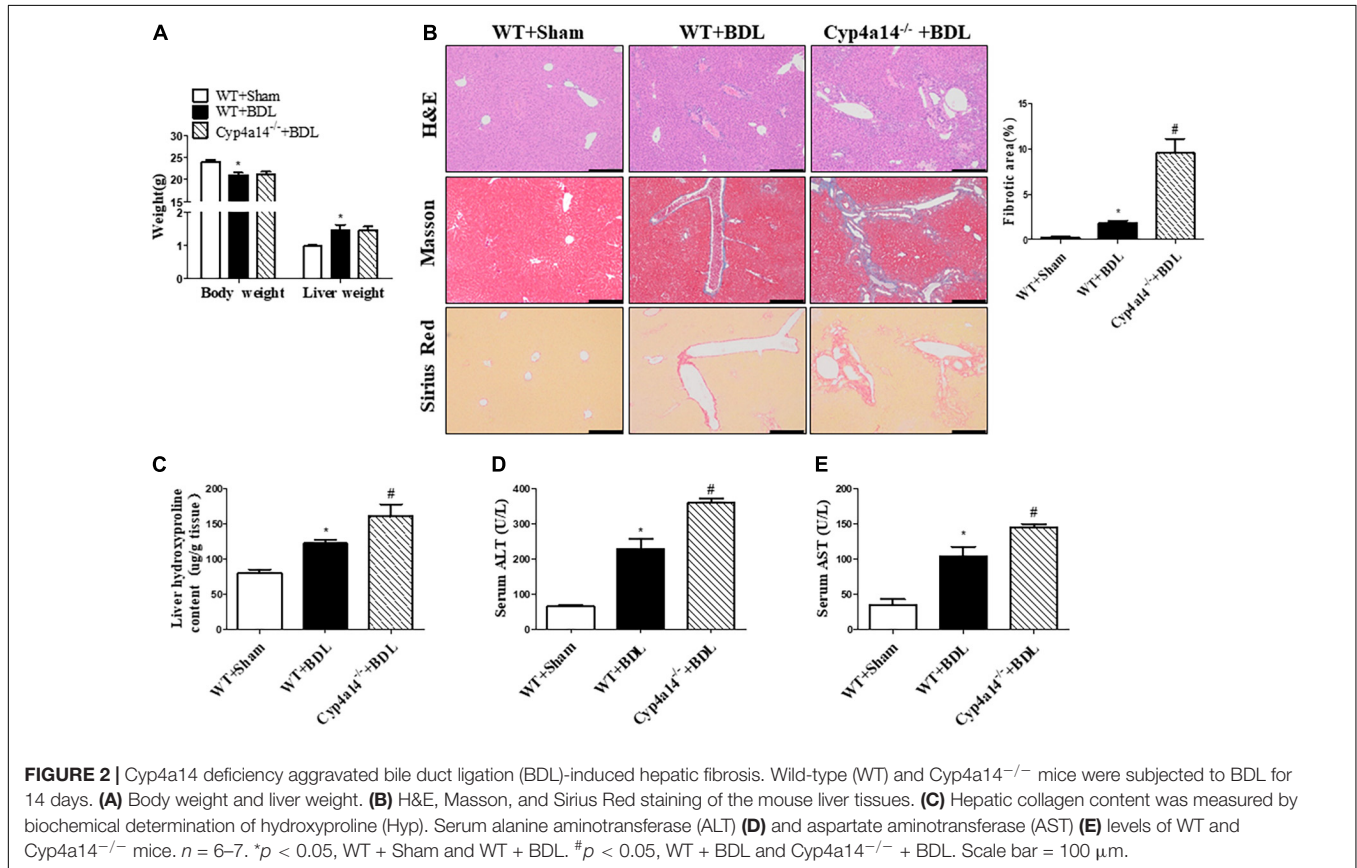 A
WT+Sham
WT+BDL
Cyp4a14-/-+BDL
Weight(g)
30
25
20
15
2
1
0
Body weight
Liver weight
*
*
B
WT+Sham
WT+BDL
Cyp4a14-/- +BDL
H&E
Masson
Sirius Red
Fibrotic area(%)
15
10
5
0
*
#
WT+Sham
WT+BDL
Cyp4a14-/-+BDL
C
Liver hydroxyproline
content (ug/g tissue)
200
150
100
50
0
*
#
WT+Sham
WT+BDL
Cyp4a14-/-+BDL
D
Serum ALT (U/L)
400
300
200
100
0
*
#
WT+Sham
WT+BDL
Cyp4a14-/-+BDL
E
Serum AST (U/L)
200
150
100
50
0
*
#
WT+Sham
WT+BDL
Cyp4a14-/-+BDL
FIGURE 2 | Cyp4a14 deficiency aggravated bile duct ligation (BDL)-induced hepatic fibrosis. Wild-type (WT) and Cyp4a14−/− mice were subjected to BDL for
14 days. (A) Body weight and liver weight. (B) H&E, Masson, and Sirius Red staining of the mouse liver tissues. (C) Hepatic collagen content was measured by
biochemical determination of hydroxyproline (Hyp). Serum alanine aminotransferase (ALT) (D) and aspartate aminotransferase (AST) (E) levels of WT and
Cyp4a14−/− mice. n = 6–7. *p < 0.05, WT + Sham and WT + BDL. #p < 0.05, WT + BDL and Cyp4a14−/− + BDL. Scale bar = 100 μm.